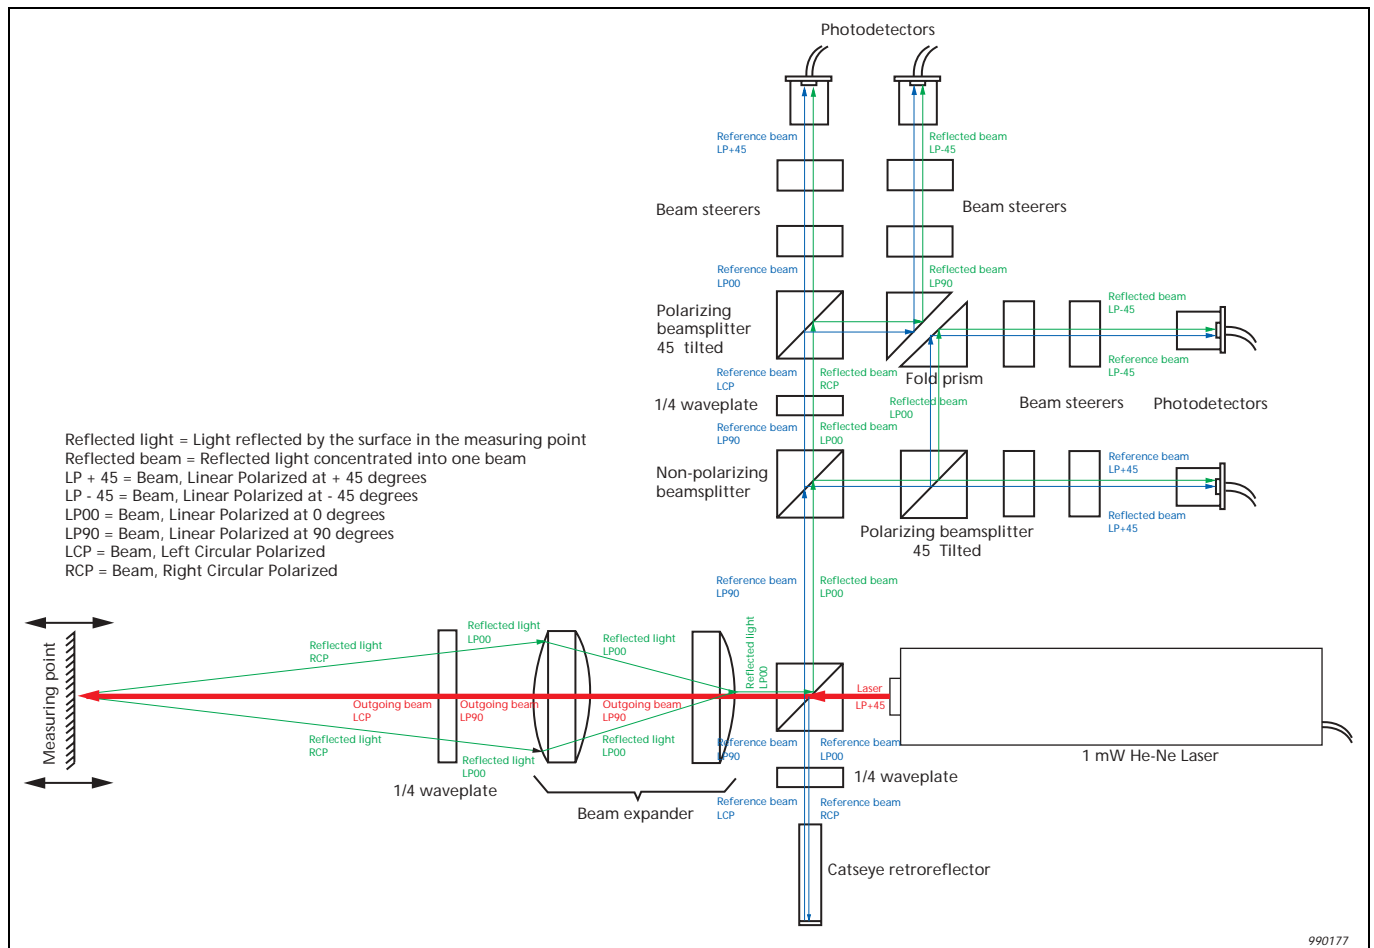 Photodetectors
Reference beam
LP+45
Reflected beam
LP-45
Beam steerers
Beam steerers
Reference beam
LP00
Reflected beam
LP90
Polarizing
beamsplitter
45 tilted
Reflected beam
LP-45
Reference beam
LP-45
Reference beam
LCP
Reflected beam
RCP
Fold prism
1/4 waveplate
Reflected beam
LP00
Beam steerers
Photodetectors
Reference beam
LP90
Reflected beam
LP00
Reflected light = Light reflected by the surface in the measuring point
Reflected beam = Reflected light concentrated into one beam
LP + 45 = Beam, Linear Polarized at + 45 degrees
LP - 45 = Beam, Linear Polarized at - 45 degrees
LP00 = Beam, Linear Polarized at 0 degrees
LP90 = Beam, Linear Polarized at 90 degrees
LCP = Beam, Left Circular Polarized
RCP = Beam, Right Circular Polarized
Non-polarizing
beamsplitter
Reference beam
LP+45
Reflected beam
LP+45
Polarizing beamsplitter
45 Tilted
Reference beam
LP90
Reflected beam
LP00
Measuring point
Reflected light
RCP
Reflected light
LP00
Reflected light
LP00
Reflected light
LP00
Laser
LP+45
Outgoing beam
LCP
Outgoing beam
LP90
Outgoing beam
LP90
Reflected light
RCP
Reflected light
LP00
Reflected light
LP00
Reference beam
LP90
Reference beam
LP00
1 mW He-Ne Laser
1/4 waveplate
1/4 waveplate
Beam expander
Reference beam
LCP
Reference beam
RCP
Catseye retroreflector
990177